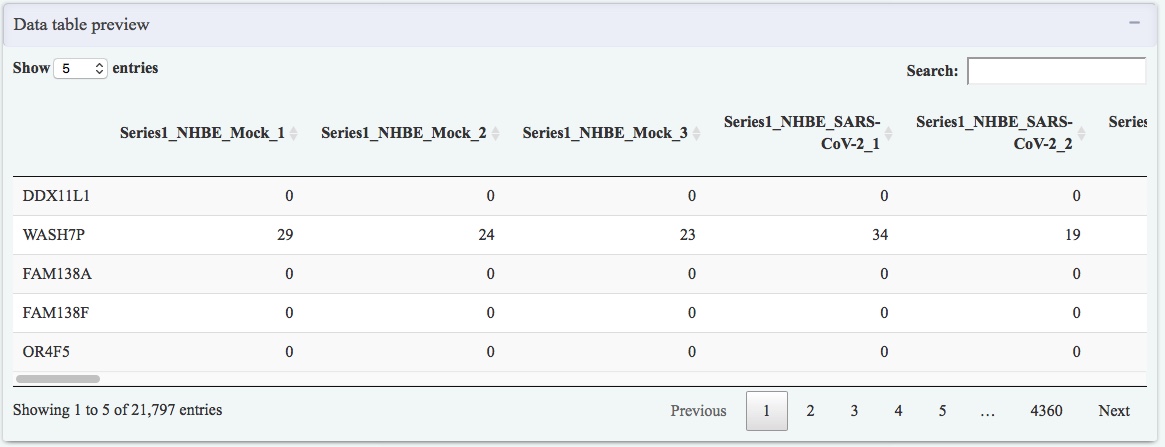 Data table preview
Show 5 entries
Search:
Series1_NHBE_Mock_1 Series1_NHBE_Mock_2 Series1_NHBE_Mock_3 Series1_NHBE_SARS- Series1_NHBE_SARS- Series
CoV-2_1 CoV-2_2
DDX11L1 0 0 0 0 0
WASH7P 29 24 23 34 19
FAM138A 0 0 0 0 0
FAM138F 0 0 0 0 0
OR4F5 0 0 0 0 0
Showing 1 to 5 of 21,797 entries
Previous 1 2 3 4 5 … 4360 Next